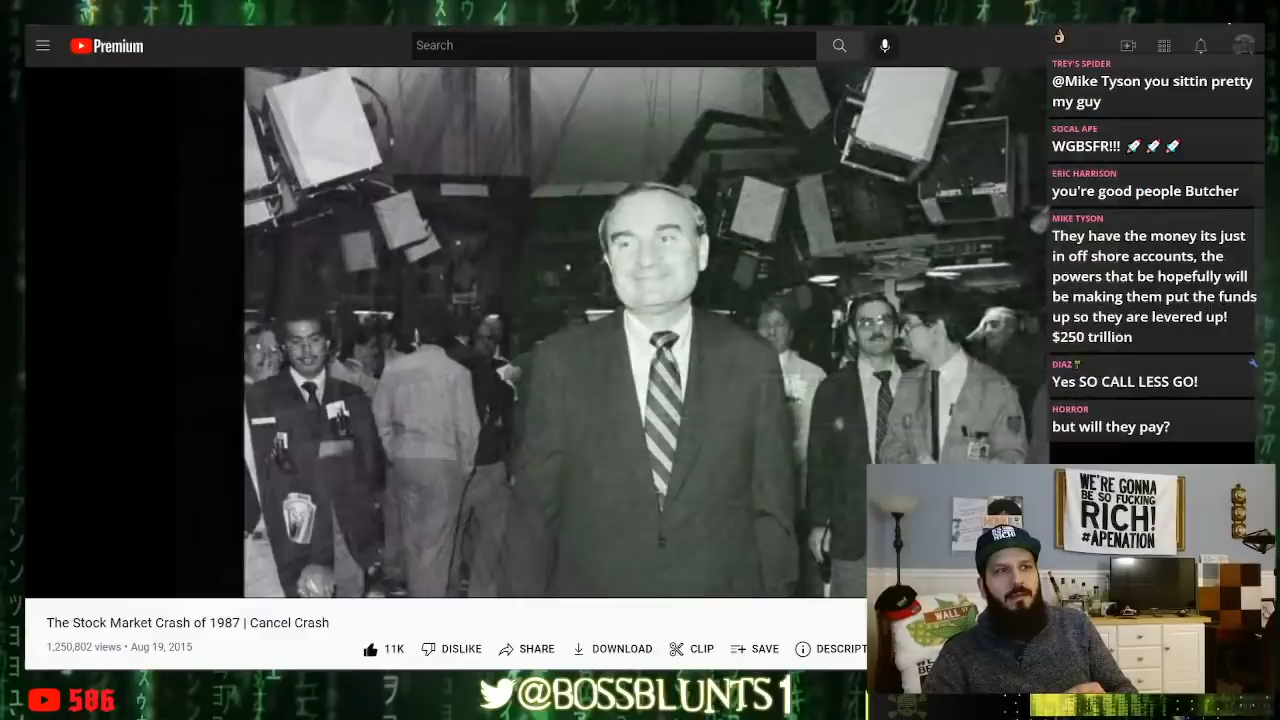 Premium
Search
TREY'S SPIDER
@Mike Tyson you sittin pretty
my guy
SOCAL APE
WGBSFR!!! 🚀 🚀 🚀
ERIC HARRISON
you're good people Butcher
MIKE TYSON
They have the money its just
in off shore accounts, the
powers that be hopefully will
be making them put the funds
up so they are levered up!
$250 trillion
DIAZ🌴
Yes SO CALL LESS GO!
HORROR
but will they pay?
WE'RE GONNA
BE SO FUCKING
RICH!
#APENATION
RICH!
WALL
The Stock Market Crash of 1987 | Cancel Crash
1,250,802 views • Aug 19, 2015
11K DISLIKE SHARE DOWNLOAD CLIP SAVE DESCRIPT
506
@BOSSBLUNTS1